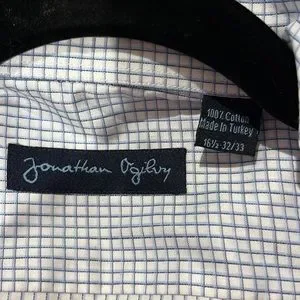 100% Cotton
Made In Turkey
16½ 32/33
Jonathan Ogilvy